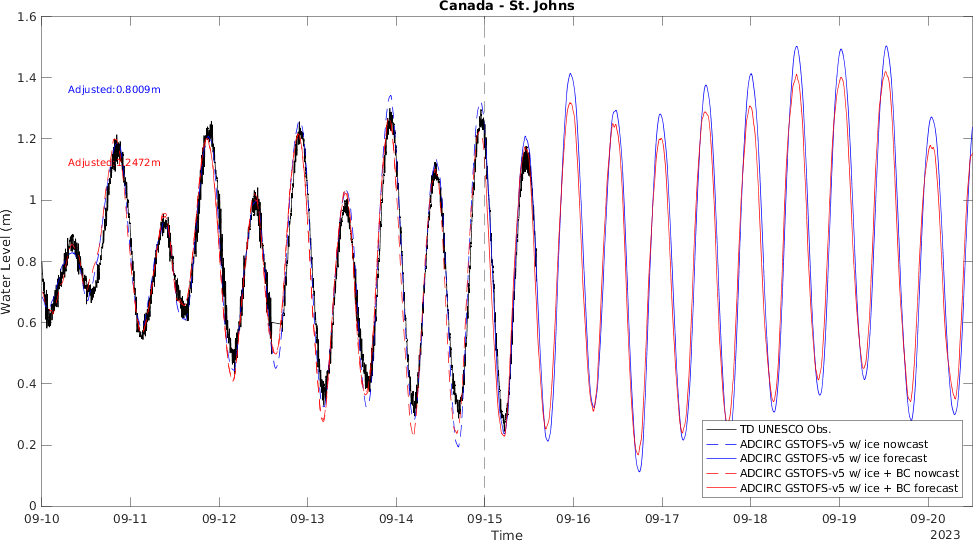 Canada - St. Johns
1.6
1.4
1.2
1
0.8
0.6
0.4
0.2
0
Water Level (m)
Adjusted:0.8009m
Adjusted: 2472m
TD UNESCO Obs.
ADCIRC GSTOFS-v5 w/ ice nowcast
ADCIRC GSTOFS-v5 w/ ice forecast
ADCIRC GSTOFS-v5 w/ ice + BC nowcast
ADCIRC GSTOFS-v5 w/ ice + BC forecast
09-10 09-11 09-12 09-13 09-14 09-15 09-16 09-17 09-18 09-19 09-20
Time
2023